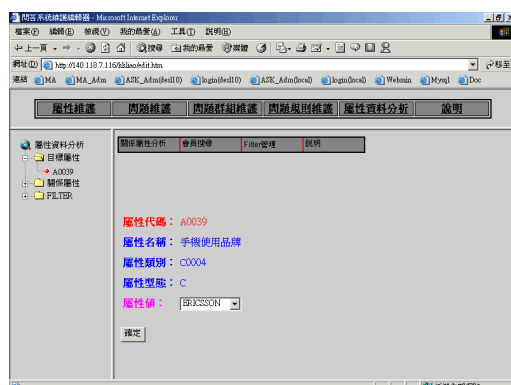 問答系統維護編輯器 - Microsoft Internet Explorer
檔案(F) 編輯(E) 檢視(V) 我的最愛(A) 工具(T) 說明(H)
上一頁 搜尋 我的最愛 媒體
網址(D) http://140.118.7.116/kkliao/edit.htm 移至
連結 MA MA_Adm ASK_Adm(fedl10) login(fedl10) ASK_Adm(local) login(local) Webmin Mysql Doc
屬性維護 問題維護 問題群組維護 問題規則維護 屬性資料分析 說明
屬性資料分析
目標屬性
A0039
關係屬性
FILTER
關係屬性分析 會員搜尋 Filter管理 說明
屬性代碼： A0039
屬性名稱： 手機使用品牌
屬性類別： C0004
屬性型態： C
屬性值： ERICSSON
確定